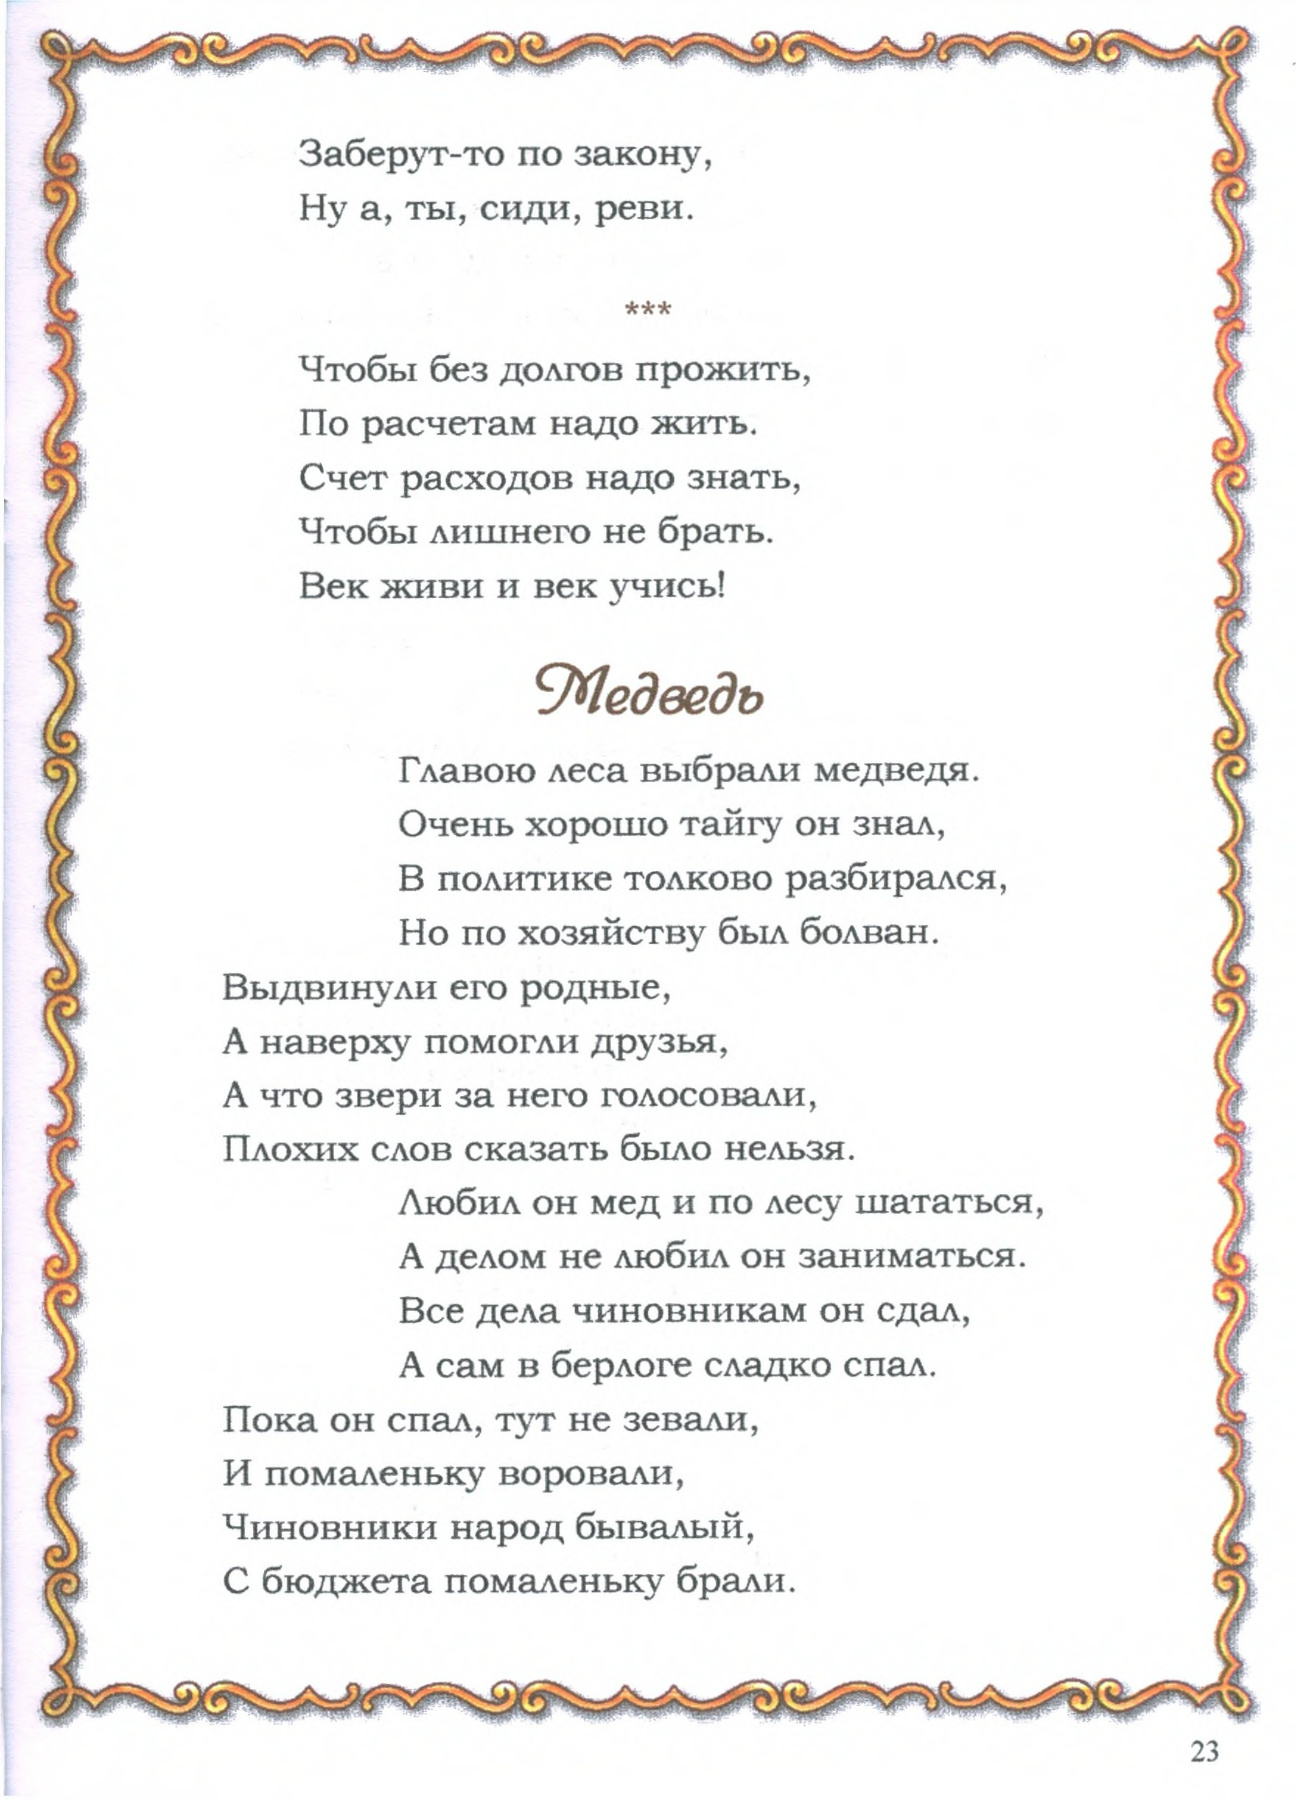 Заберут-то по закону,
Ну а, ты, сиди, реви.
***
Чтобы без долгов прожить,
По расчетам надо жить.
Счет расходов надо знать,
Чтобы лишнего не брать.
Век живи и век учись!
Медведь
Главою леса выбрали медведя.
Очень хорошо тайгу он знал,
В политике толково разбирался,
Но по хозяйству был болван.
Выдвинули его родные,
А наверху помогли друзья,
А что звери за него голосовали,
Плохих слов сказать было нельзя.
Любил он мед и по лесу шататься,
А делом не любил он заниматься.
Все дела чиновникам он сдал,
А сам в берлоге сладко спал.
Пока он спал, тут не зевали,
И помаленьку воровали,
Чиновники народ бывалый,
С бюджета помаленьку брали.
23